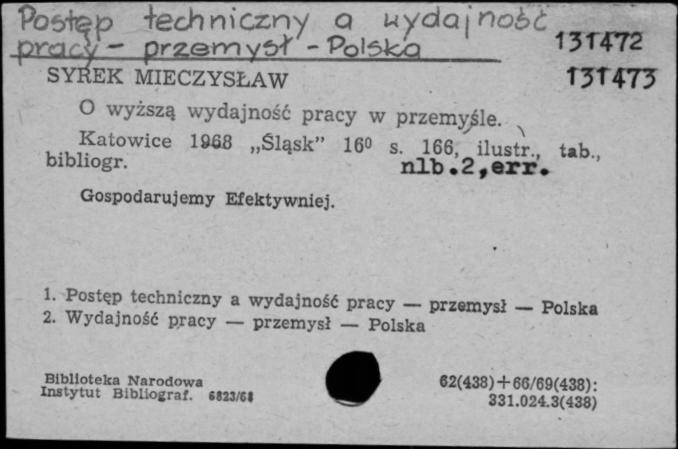 Postęp techniczny a wydajność
pracy - przemysł - Polska
131472
SYREK MIECZYSŁAW
131473
O wyższą wydajność pracy w przemyśle.
Katowice 1968 „Śląsk” 16⁰ s. 166, ilustr., tab.,
bibliogr.
nlb.2,err.
Gospodarujemy Efektywniej.
1. Postęp techniczny a wydajność pracy — przemysł — Polska
2. Wydajność pracy — przemysł — Polska
Biblioteka Narodowa
Instytut Bibliograf. 6823/68
62(438)+66/69(438):
331.024.3(438)